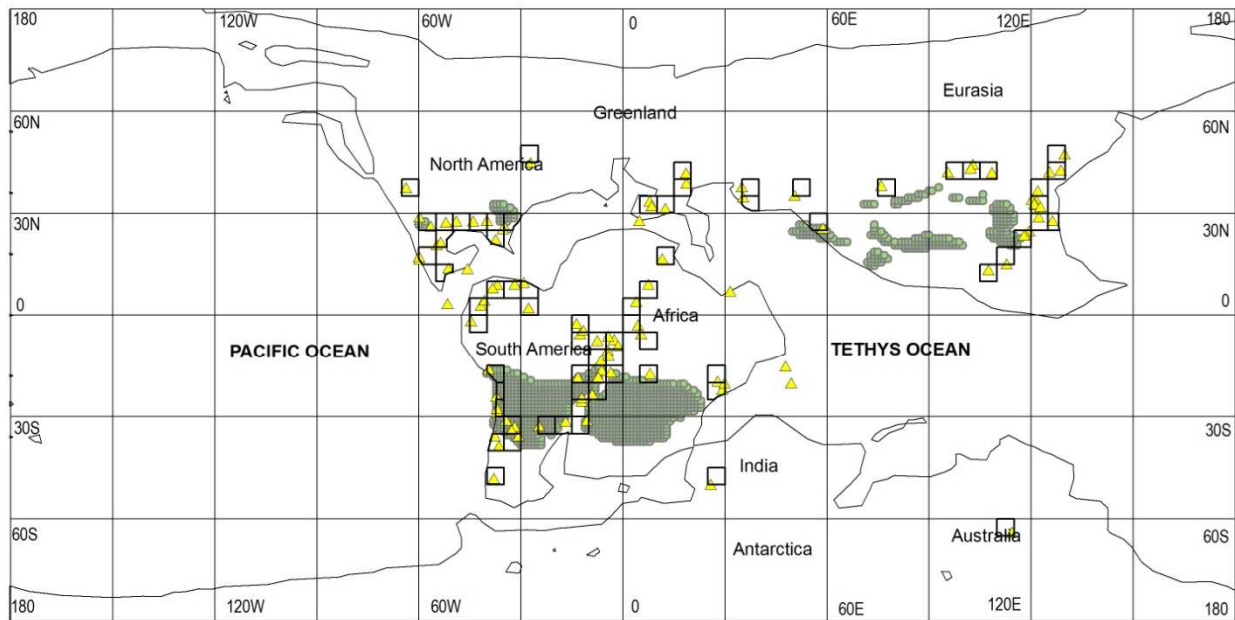 180 120W 60W 0 60E 120E 180
Eurasia
Greenland
60N 60N
North America
30N 30N
0 0
Africa
PACIFIC OCEAN South America TETHYS OCEAN
30S 30S
India
60S Australia 60S
Antarctica
180 120W 60W 0 60E 120E 180